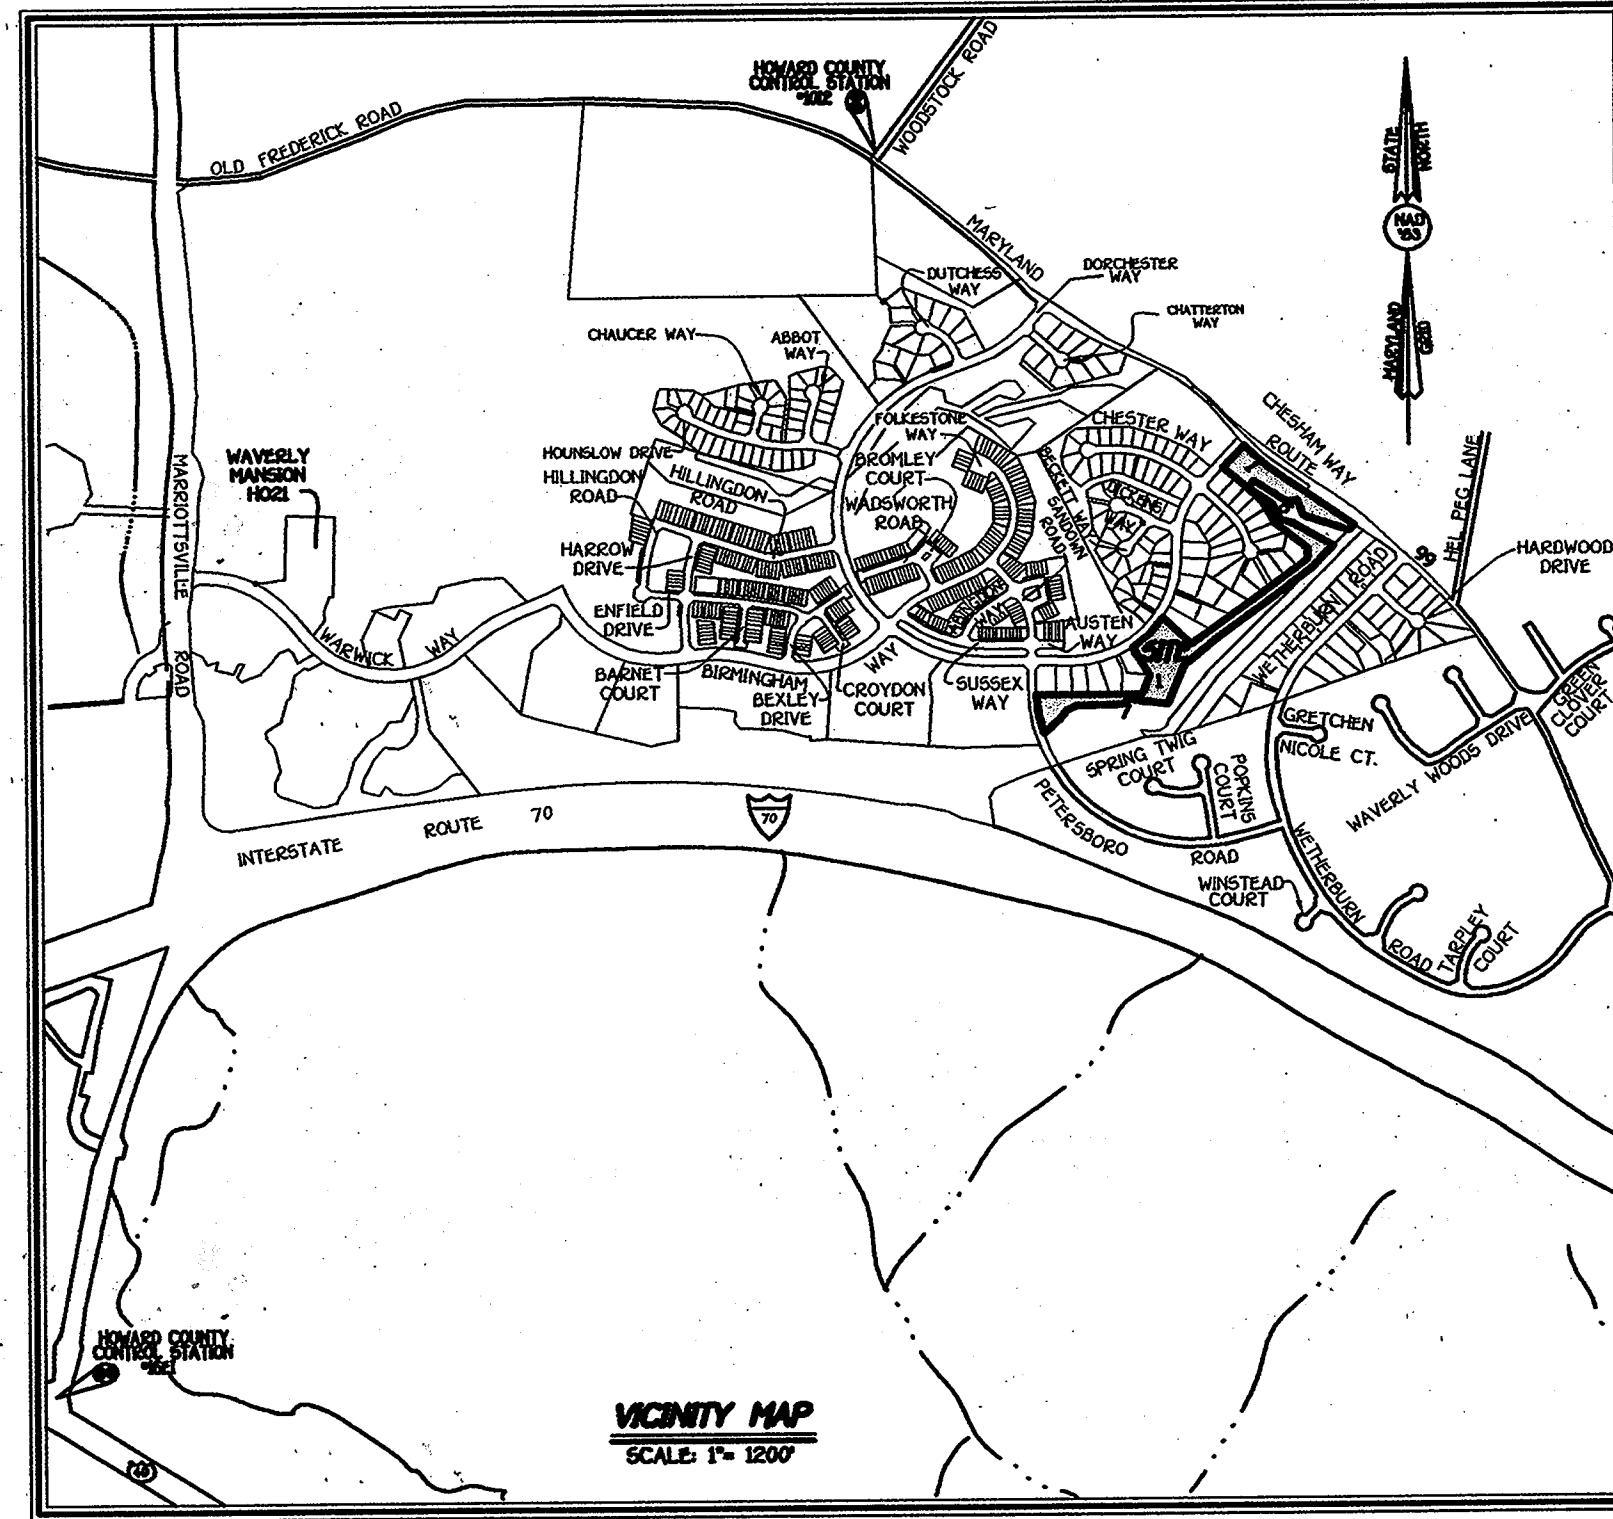 HOWARD COUNTY
CONTROL STATION
WOODSTOCK ROAD
OLD FREDERICK ROAD
STATE
NORTH
NAD
'83
MARYLAND
GRID
MARYLAND
DUTCHESS
WAY
DORCHESTER
WAY
CHATTERTON
WAY
CHAUCER WAY
ABBOT
WAY
CHESHAM WAY
ROUTE
99
FOLKESTONE
WAY
CHESTER WAY
HOUNSLOW DRIVE
BROMLEY
COURT
HILLINGDON
ROAD
HILLINGDON
ROAD
WADSWORTH
ROAD
BECKETT WAY
SANDOWN
ROAD
DICKENS
WAY
WAVERLY
MANSION
HO21
MARRIOTTSVILLE
ROAD
HEL PEG LANE
HARDWOOD
DRIVE
HARROW
DRIVE
ENFIELD
DRIVE
ABINGDON
WAY
AUSTEN
WAY
WETHERBURN
ROAD
WARWICK
WAY
BARNET
COURT
BIRMINGHAM
WAY
BEXLEY
DRIVE
CROYDON
COURT
SUSSEX
WAY
GREEN
CLOVER
COURT
GRETCHEN
NICOLE CT.
SPRING TWIG
COURT
POPKINS
COURT
WAVERLY WOODS DRIVE
PETERSBORO
ROAD
WINSTEAD
COURT
WETHERBURN
ROAD
TARPLEY
COURT
INTERSTATE
ROUTE
70
70
HOWARD COUNTY
CONTROL STATION
40
VICINITY MAP
SCALE: 1"= 1200'